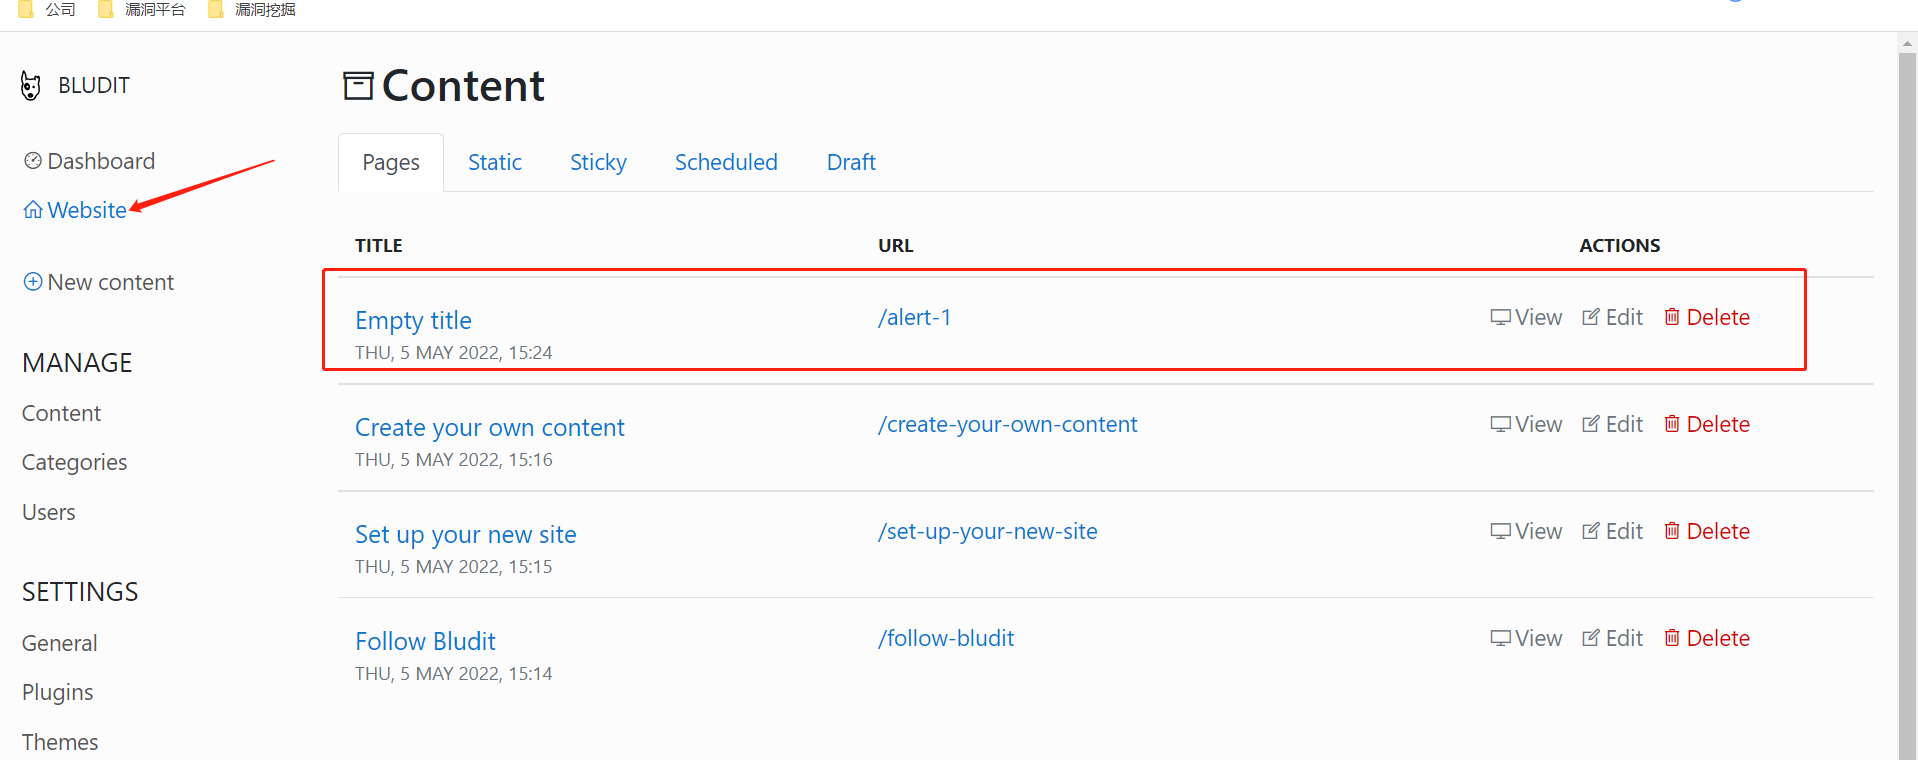 公司 漏洞平台 漏洞挖掘
BLUDIT
Dashboard
Website
New content
MANAGE
Content
Categories
Users
SETTINGS
General
Plugins
Themes
Content
Pages Static Sticky Scheduled Draft
TITLE URL ACTIONS
Empty title /alert-1 View Edit Delete
THU, 5 MAY 2022, 15:24
Create your own content /create-your-own-content View Edit Delete
THU, 5 MAY 2022, 15:16
Set up your new site /set-up-your-new-site View Edit Delete
THU, 5 MAY 2022, 15:15
Follow Bludit /follow-bludit View Edit Delete
THU, 5 MAY 2022, 15:14